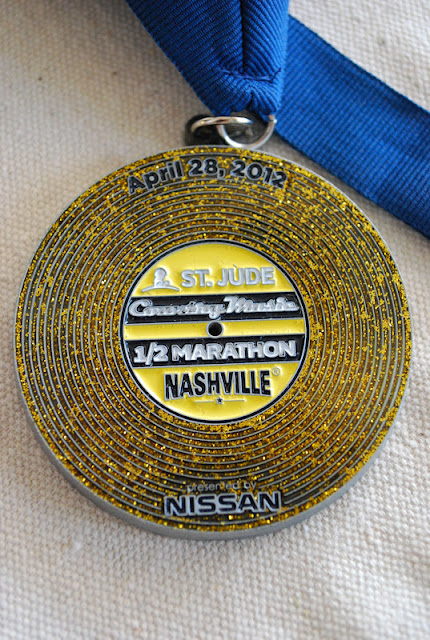 April 28, 2012
ST. JUDE
Country Music
1/2 MARATHON
NASHVILLE®
presented by
NISSAN